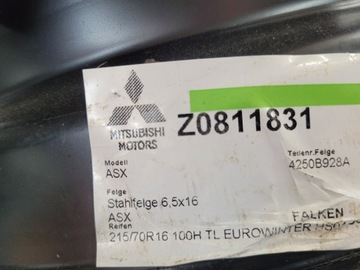 MITSUBISHI
MOTORS
Z0811831
Modell
ASX
Teilenr. Felge
4250B928A
Felge
Stahlfelge 6,5x16
ASX
Reifen
FALKEN
215/70R16 100H TL EUROWINTER